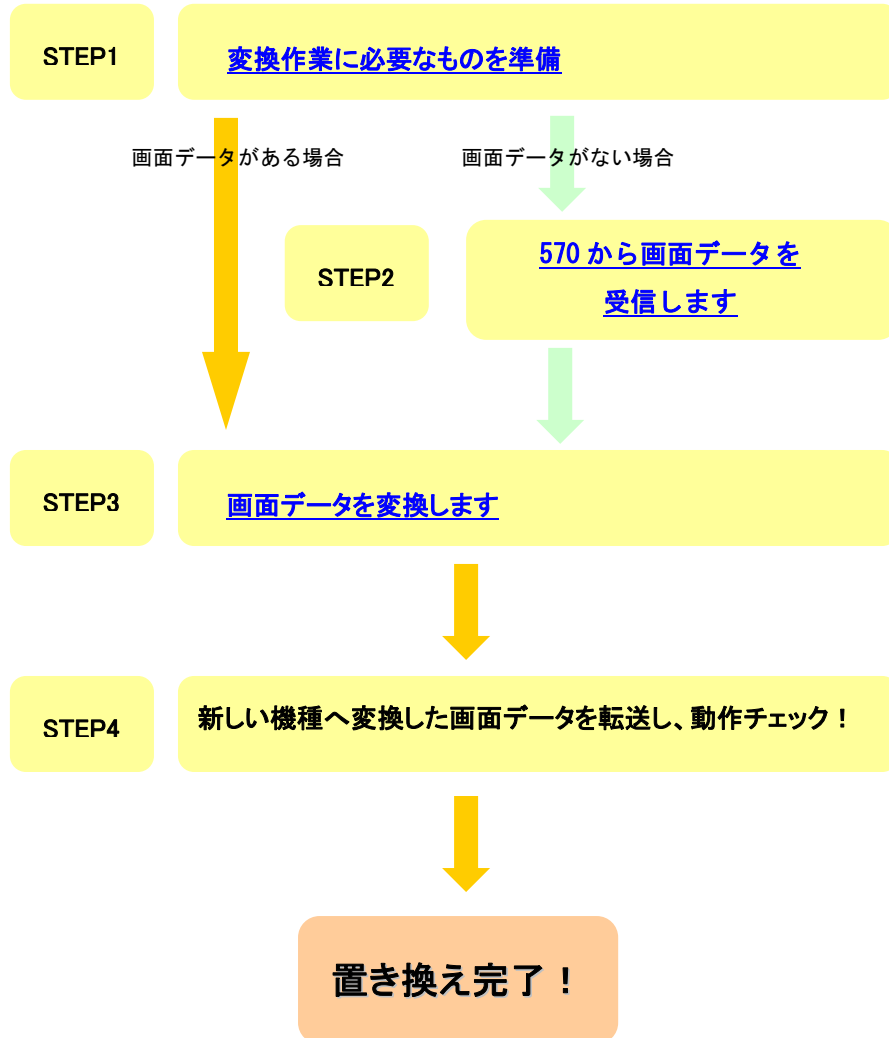 STEP1
変換作業に必要なものを準備
画面データがある場合
画面データがない場合
STEP2
570 から画面データを
受信します
STEP3
画面データを変換します
STEP4
新しい機種へ変換した画面データを転送し、動作チェック!
置き換え完了!